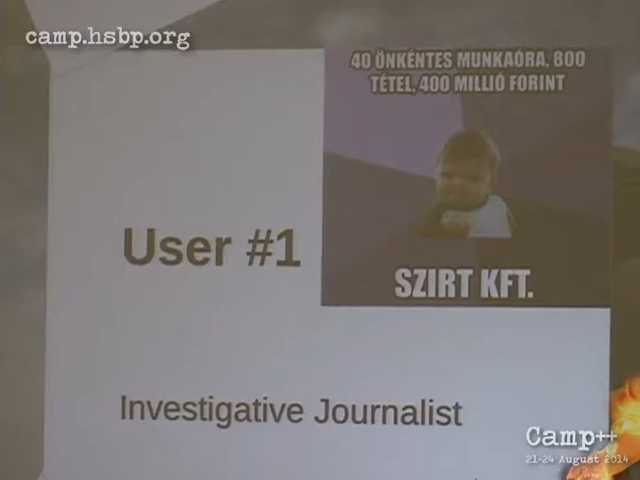 camp.hsbp.org
40 ÖNKÉNTES MUNKAÓRA, 800
TÉTEL, 400 MILLIÓ FORINT
User #1
SZIRT KFT.
Investigative Journalist
Camp++
21-24 August 2014